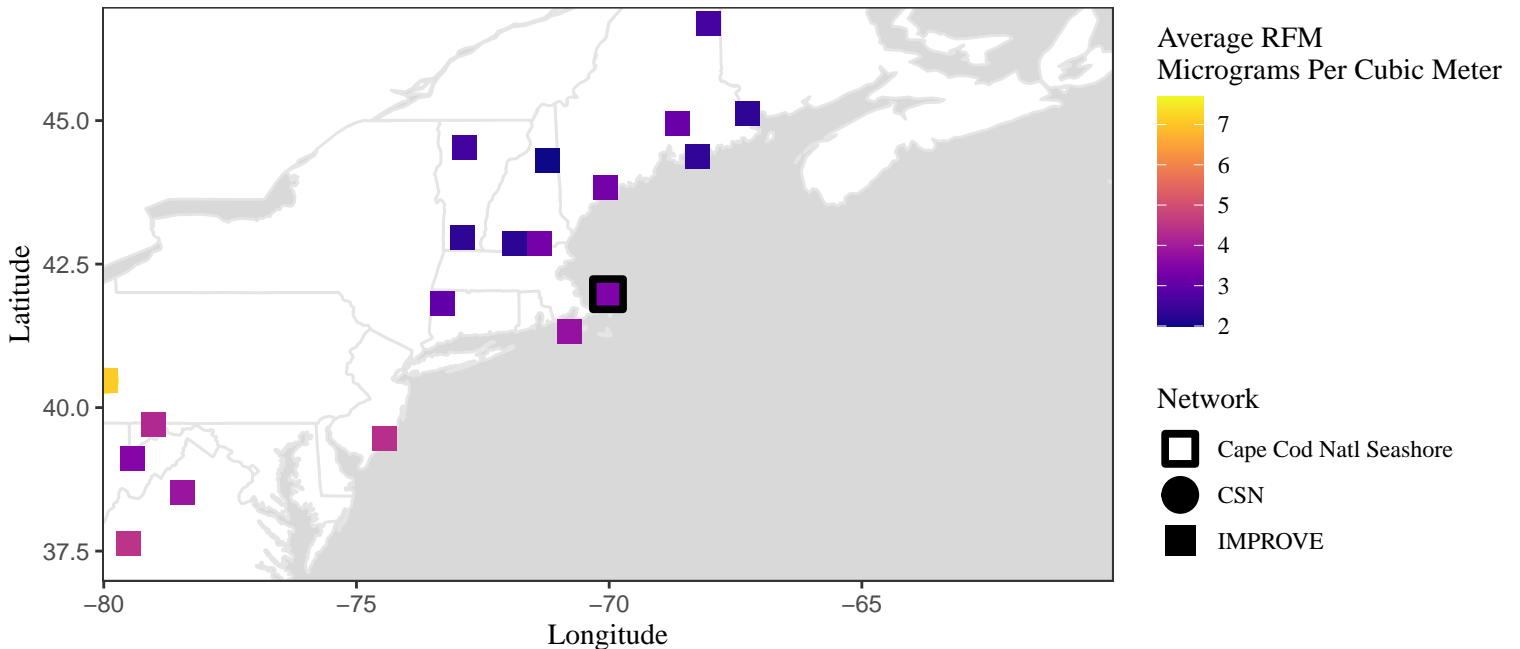 45.0
42.5
40.0
37.5
Latitude
−80
−75
−70
−65
Longitude
Average RFM
Micrograms Per Cubic Meter
7
6
5
4
3
2
Network
Cape Cod Natl Seashore
CSN
IMPROVE